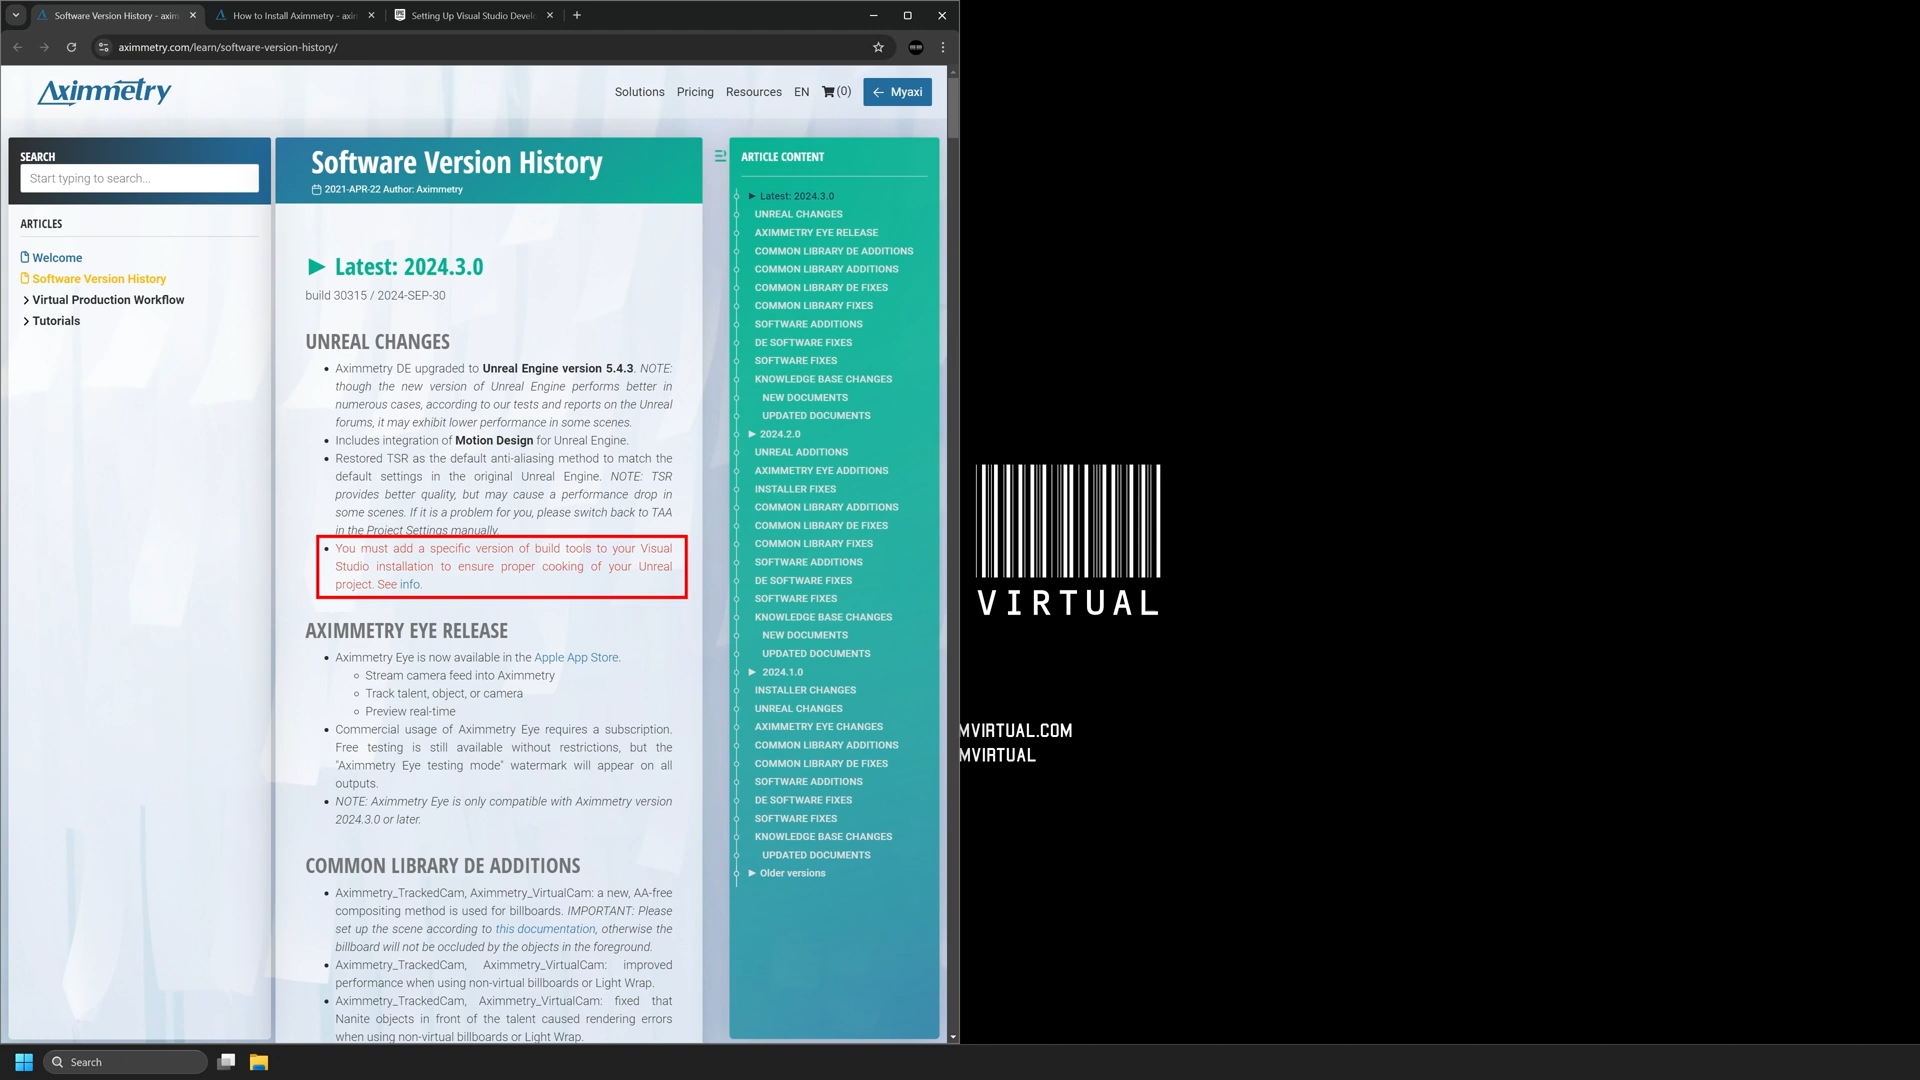 Software Version History - axim
How to Install Aximmetry - axim
Setting Up Visual Studio Develo
aximmetry.com/learn/software-version-history/
Aximmetry
Solutions
Pricing
Resources
EN
(0)
Myaxi
SEARCH
Start typing to search...
ARTICLES
Welcome
Software Version History
Virtual Production Workflow
Tutorials
Software Version History
2021-APR-22 Author: Aximmetry
► Latest: 2024.3.0
build 30315 / 2024-SEP-30
UNREAL CHANGES
Aximmetry DE upgraded to Unreal Engine version 5.4.3. NOTE:
though the new version of Unreal Engine performs better in
numerous cases, according to our tests and reports on the Unreal
forums, it may exhibit lower performance in some scenes.
Includes integration of Motion Design for Unreal Engine.
Restored TSR as the default anti-aliasing method to match the
default settings in the original Unreal Engine. NOTE: TSR
provides better quality, but may cause a performance drop in
some scenes. If it is a problem for you, please switch back to TAA
in the Project Settings manually.
You must add a specific version of build tools to your Visual
Studio installation to ensure proper cooking of your Unreal
project. See info.
AXIMMETRY EYE RELEASE
Aximmetry Eye is now available in the Apple App Store.
Stream camera feed into Aximmetry
Track talent, object, or camera
Preview real-time
Commercial usage of Aximmetry Eye requires a subscription.
Free testing is still available without restrictions, but the
"Aximmetry Eye testing mode" watermark will appear on all
outputs.
NOTE: Aximmetry Eye is only compatible with Aximmetry version
2024.3.0 or later.
COMMON LIBRARY DE ADDITIONS
Aximmetry_TrackedCam, Aximmetry_VirtualCam: a new, AA-free
compositing method is used for billboards. IMPORTANT: Please
set up the scene according to this documentation, otherwise the
billboard will not be occluded by the objects in the foreground.
Aximmetry_TrackedCam, Aximmetry_VirtualCam: improved
performance when using non-virtual billboards or Light Wrap.
Aximmetry_TrackedCam, Aximmetry_VirtualCam: fixed that
Nanite objects in front of the talent caused rendering errors
when using non-virtual billboards or Light Wrap.
ARTICLE CONTENT
► Latest: 2024.3.0
UNREAL CHANGES
AXIMMETRY EYE RELEASE
COMMON LIBRARY DE ADDITIONS
COMMON LIBRARY ADDITIONS
COMMON LIBRARY DE FIXES
COMMON LIBRARY FIXES
SOFTWARE ADDITIONS
DE SOFTWARE FIXES
SOFTWARE FIXES
KNOWLEDGE BASE CHANGES
NEW DOCUMENTS
UPDATED DOCUMENTS
► 2024.2.0
UNREAL ADDITIONS
AXIMMETRY EYE ADDITIONS
INSTALLER FIXES
COMMON LIBRARY ADDITIONS
COMMON LIBRARY DE FIXES
COMMON LIBRARY FIXES
SOFTWARE ADDITIONS
DE SOFTWARE FIXES
SOFTWARE FIXES
KNOWLEDGE BASE CHANGES
NEW DOCUMENTS
UPDATED DOCUMENTS
► 2024.1.0
INSTALLER CHANGES
UNREAL CHANGES
AXIMMETRY EYE CHANGES
COMMON LIBRARY ADDITIONS
COMMON LIBRARY DE FIXES
SOFTWARE ADDITIONS
DE SOFTWARE FIXES
SOFTWARE FIXES
KNOWLEDGE BASE CHANGES
UPDATED DOCUMENTS
► Older versions
VIRTUAL
MVIRTUAL.COM
MVIRTUAL
Search